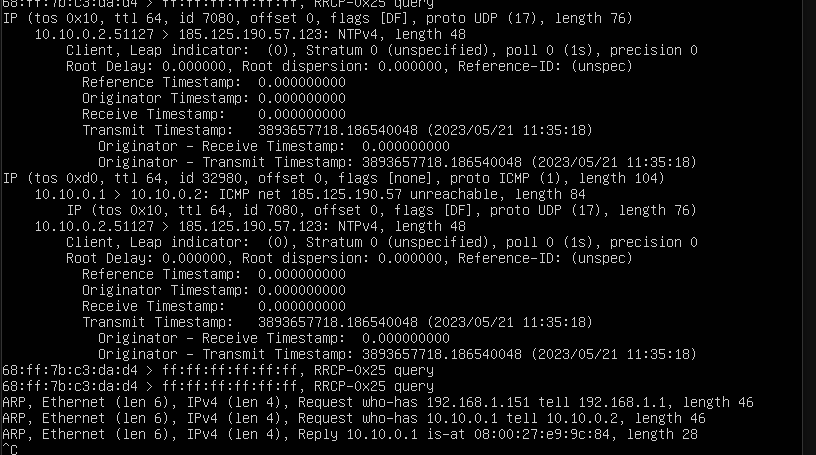 68:ff:7b:c3:da:d4 > ff:ff:ff:ff:ff:ff, RRCP-0x25 query
IP (tos 0x10, ttl 64, id 7080, offset 0, flags [DF], proto UDP (17), length 76)
10.10.0.2.51127 > 185.125.190.57.123: NTPv4, length 48
Client, Leap indicator:  (0), Stratum 0 (unspecified), poll 0 (1s), precision 0
Root Delay: 0.000000, Root dispersion: 0.000000, Reference-ID: (unspec)
Reference Timestamp:  0.000000000
Originator Timestamp: 0.000000000
Receive Timestamp:    0.000000000
Transmit Timestamp:   3893657718.186540048 (2023/05/21 11:35:18)
Originator - Receive Timestamp:  0.000000000
Originator - Transmit Timestamp: 3893657718.186540048 (2023/05/21 11:35:18)
IP (tos 0xd0, ttl 64, id 32980, offset 0, flags [none], proto ICMP (1), length 104)
10.10.0.1 > 10.10.0.2: ICMP net 185.125.190.57 unreachable, length 84
IP (tos 0x10, ttl 64, id 7080, offset 0, flags [DF], proto UDP (17), length 76)
10.10.0.2.51127 > 185.125.190.57.123: NTPv4, length 48
Client, Leap indicator:  (0), Stratum 0 (unspecified), poll 0 (1s), precision 0
Root Delay: 0.000000, Root dispersion: 0.000000, Reference-ID: (unspec)
Reference Timestamp:  0.000000000
Originator Timestamp: 0.000000000
Receive Timestamp:    0.000000000
Transmit Timestamp:   3893657718.186540048 (2023/05/21 11:35:18)
Originator - Receive Timestamp:  0.000000000
Originator - Transmit Timestamp: 3893657718.186540048 (2023/05/21 11:35:18)
68:ff:7b:c3:da:d4 > ff:ff:ff:ff:ff:ff, RRCP-0x25 query
68:ff:7b:c3:da:d4 > ff:ff:ff:ff:ff:ff, RRCP-0x25 query
ARP, Ethernet (len 6), IPv4 (len 4), Request who-has 192.168.1.151 tell 192.168.1.1, length 46
ARP, Ethernet (len 6), IPv4 (len 4), Request who-has 10.10.0.1 tell 10.10.0.2, length 46
ARP, Ethernet (len 6), IPv4 (len 4), Reply 10.10.0.1 is-at 08:00:27:e9:9c:84, length 28
^C